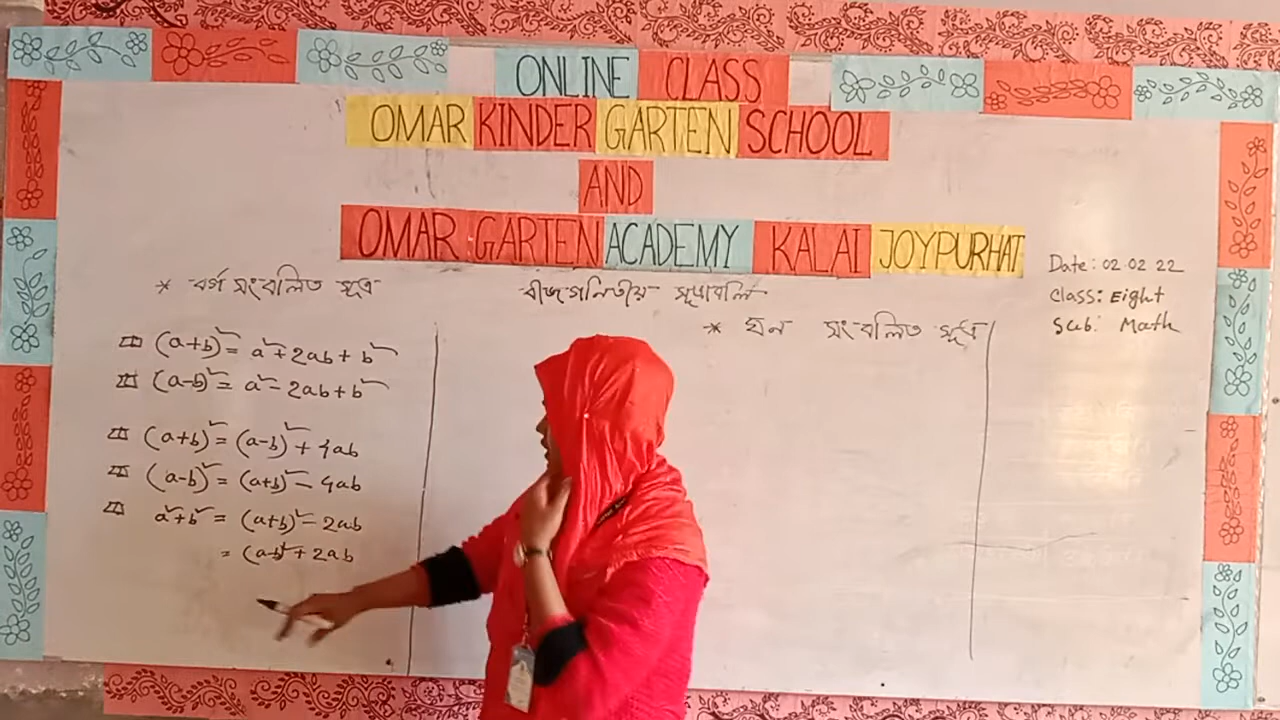 ONLINE CLASS
OMAR KINDER GARTEN SCHOOL
AND
OMAR GARTEN ACADEMY KALAI JOYPURHAT
Date: 02.02.22
Class: Eight
Sub: Math
বীজগনিতীয় সূত্রাবলি
* বর্গ সংবলিত সূত্র
(a+b)² = a²+2ab+b²
(a-b)² = a²-2ab+b²
(a+b)² = (a-b)²+4ab
(a-b)² = (a+b)²-4ab
a²+b² = (a+b)²-2ab
= (a-b)²+2ab
* ঘন সংবলিত সূত্র